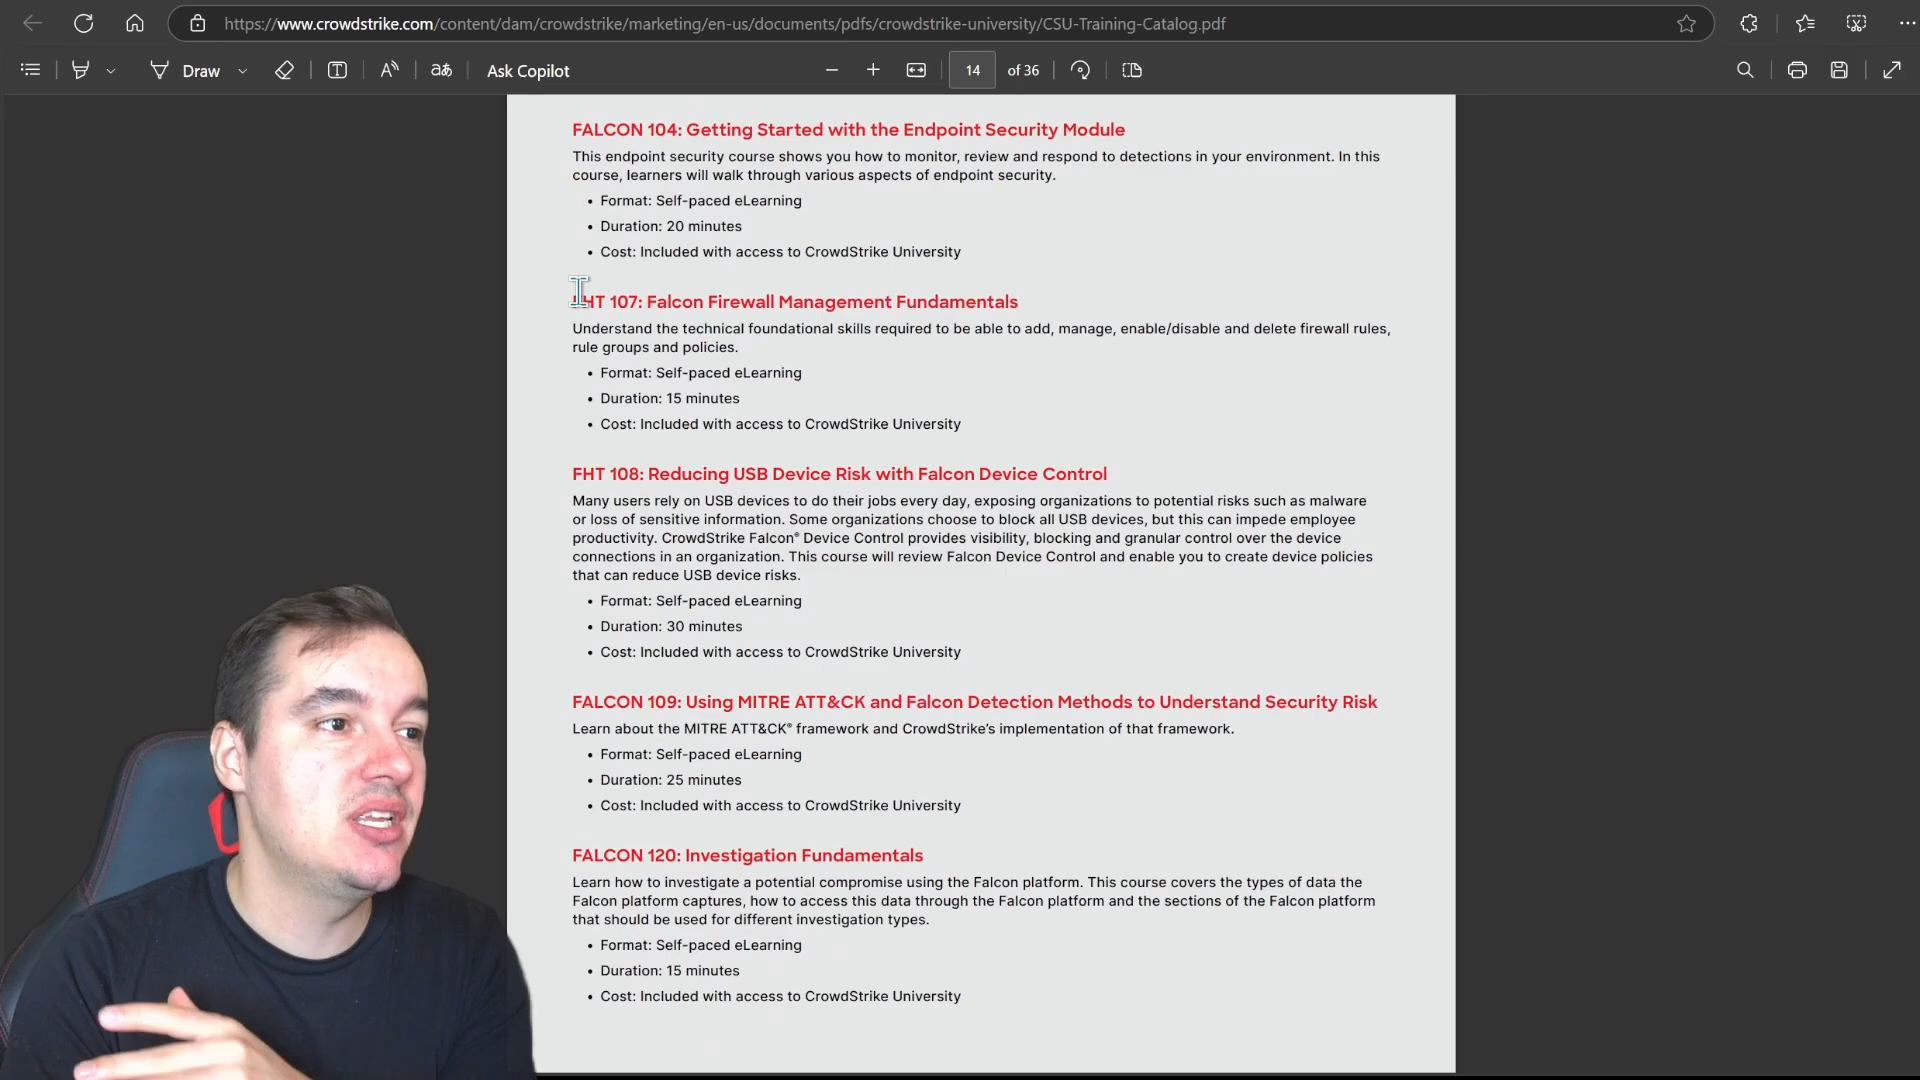 https://www.crowdstrike.com/content/dam/crowdstrike/marketing/en-us/documents/pdfs/crowdstrike-university/CSU-Training-Catalog.pdf
Draw
aあ
Ask Copilot
14 of 36
FALCON 104: Getting Started with the Endpoint Security Module
This endpoint security course shows you how to monitor, review and respond to detections in your environment. In this
course, learners will walk through various aspects of endpoint security.
• Format: Self-paced eLearning
• Duration: 20 minutes
• Cost: Included with access to CrowdStrike University
FHT 107: Falcon Firewall Management Fundamentals
Understand the technical foundational skills required to be able to add, manage, enable/disable and delete firewall rules,
rule groups and policies.
• Format: Self-paced eLearning
• Duration: 15 minutes
• Cost: Included with access to CrowdStrike University
FHT 108: Reducing USB Device Risk with Falcon Device Control
Many users rely on USB devices to do their jobs every day, exposing organizations to potential risks such as malware
or loss of sensitive information. Some organizations choose to block all USB devices, but this can impede employee
productivity. CrowdStrike Falcon® Device Control provides visibility, blocking and granular control over the device
connections in an organization. This course will review Falcon Device Control and enable you to create device policies
that can reduce USB device risks.
• Format: Self-paced eLearning
• Duration: 30 minutes
• Cost: Included with access to CrowdStrike University
FALCON 109: Using MITRE ATT&CK and Falcon Detection Methods to Understand Security Risk
Learn about the MITRE ATT&CK® framework and CrowdStrike's implementation of that framework.
• Format: Self-paced eLearning
• Duration: 25 minutes
• Cost: Included with access to CrowdStrike University
FALCON 120: Investigation Fundamentals
Learn how to investigate a potential compromise using the Falcon platform. This course covers the types of data the
Falcon platform captures, how to access this data through the Falcon platform and the sections of the Falcon platform
that should be used for different investigation types.
• Format: Self-paced eLearning
• Duration: 15 minutes
• Cost: Included with access to CrowdStrike University